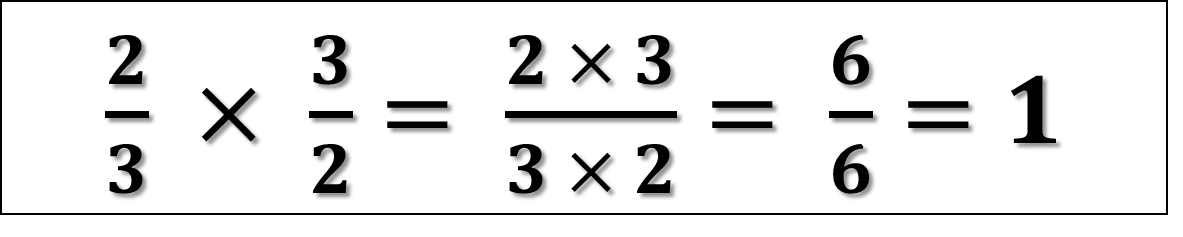 2/3 × 3/2 = (2 × 3)/(3 × 2) = 6/6 = 1